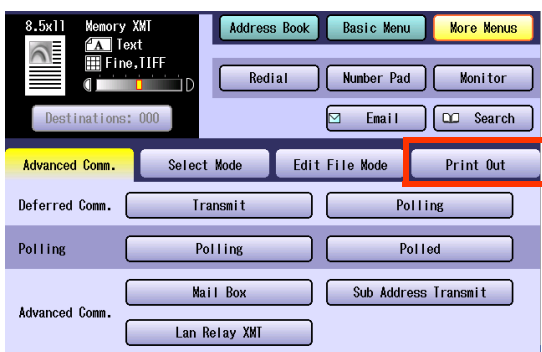 8.5x11 Memory XMT Address Book Basic Menu More Menus
A Text
Fine,TIFF
D Redial Number Pad Monitor
Destinations: 000 Email Search
Advanced Comm. Select Mode Edit File Mode Print Out
Deferred Comm. Transmit Polling
Polling Polling Polled
Mail Box Sub Address Transmit
Advanced Comm.
Lan Relay XMT